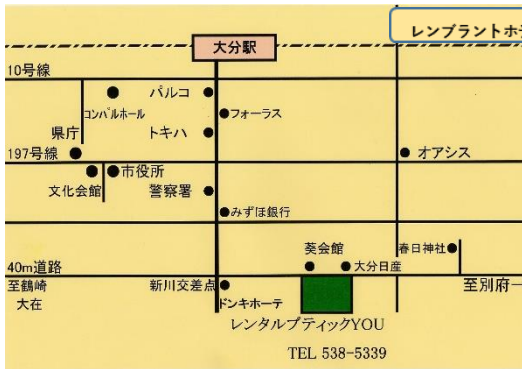 レンブラントホテ
大分駅
10号線
パルコ
コンパルホール
フォーラス
県庁
トキハ
197号線
オアシス
市役所
文化会館
警察署
みずほ銀行
葵会館
春日神社
40m道路
大分日産
至鶴崎
大在
新川交差点
ドンキホーテ
至別府
レンタルブティックYOU
TEL 538-5339